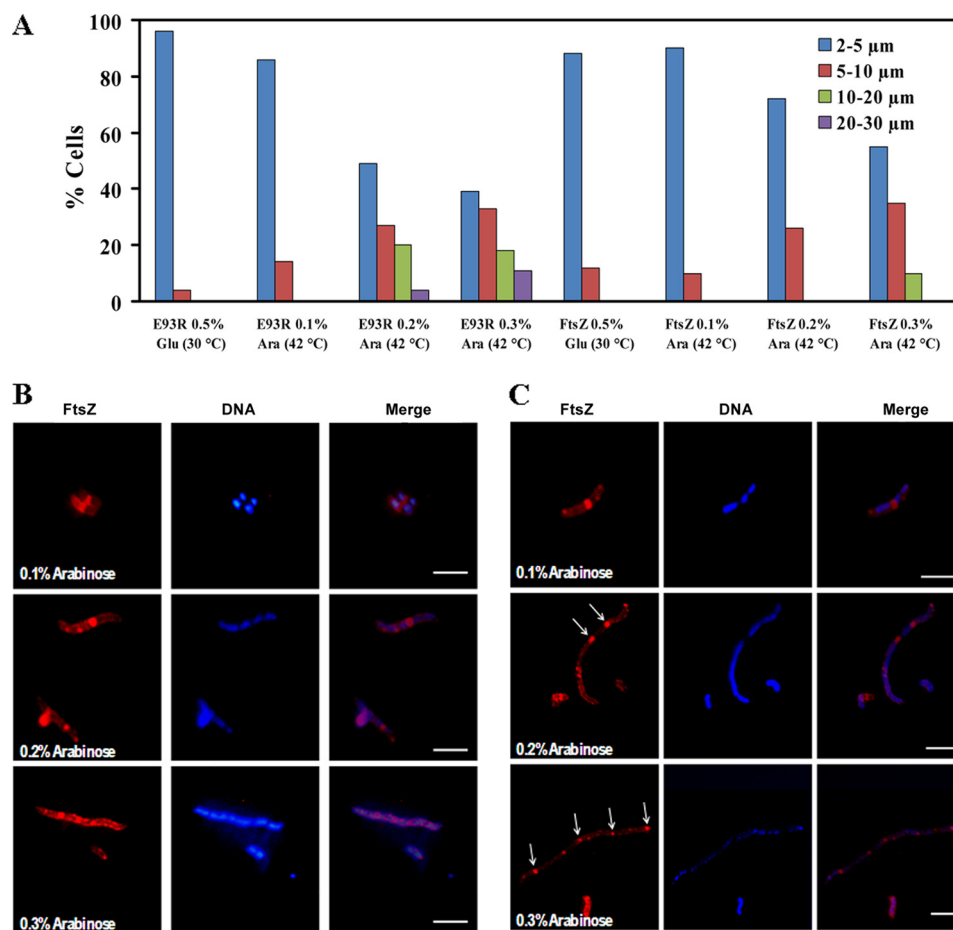 A
100
80
60
40
20
0
% Cells
2-5 µm
5-10 µm
10-20 µm
20-30 µm
E93R 0.5%
Glu (30 °C)
E93R 0.1%
Ara (42 °C)
E93R 0.2%
Ara (42 °C)
E93R 0.3%
Ara (42 °C)
FtsZ 0.5%
Glu (30 °C)
FtsZ 0.1%
Ara (42 °C)
FtsZ 0.2%
Ara (42 °C)
FtsZ 0.3%
Ara (42 °C)
B
FtsZ DNA Merge
0.1% Arabinose
0.2% Arabinose
0.3% Arabinose
C
FtsZ DNA Merge
0.1% Arabinose
0.2% Arabinose
0.3% Arabinose